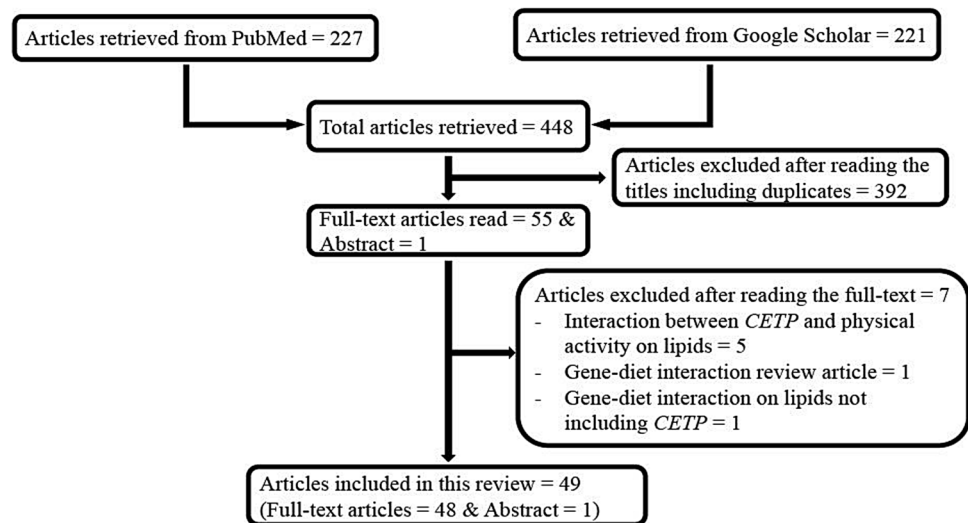 Articles retrieved from PubMed = 227
Articles retrieved from Google Scholar = 221
Total articles retrieved = 448
Articles excluded after reading the
titles including duplicates = 392
Full-text articles read = 55 &
Abstract = 1
Articles excluded after reading the full-text = 7
- Interaction between CETP and physical
activity on lipids = 5
- Gene-diet interaction review article = 1
- Gene-diet interaction on lipids not
including CETP = 1
Articles included in this review = 49
(Full-text articles = 48 & Abstract = 1)